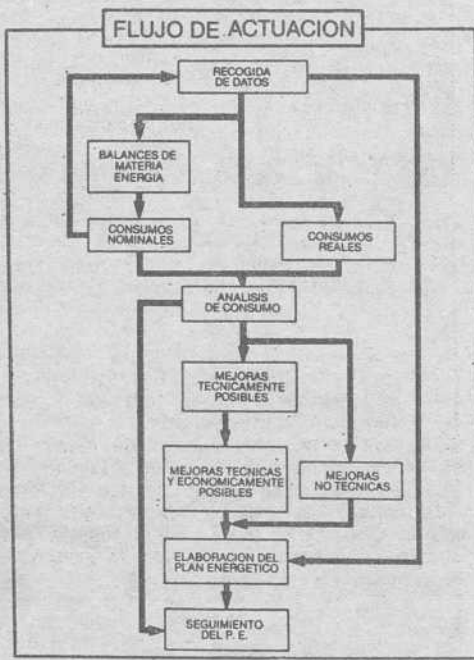 FLUJO DE ACTUACION
RECOGIDA
DE DATOS
BALANCES DE
MATERIA
ENERGIA
CONSUMOS
NOMINALES
CONSUMOS
REALES
ANALISIS
DE CONSUMO
MEJORAS
TECNICAMENTE
POSIBLES
MEJORAS TECNICAS
Y ECONOMICAMENTE
POSIBLES
MEJORAS
NO TECNICAS
ELABORACION DEL
PLAN ENERGETICO
SEGUIMIENTO
DEL P. E.